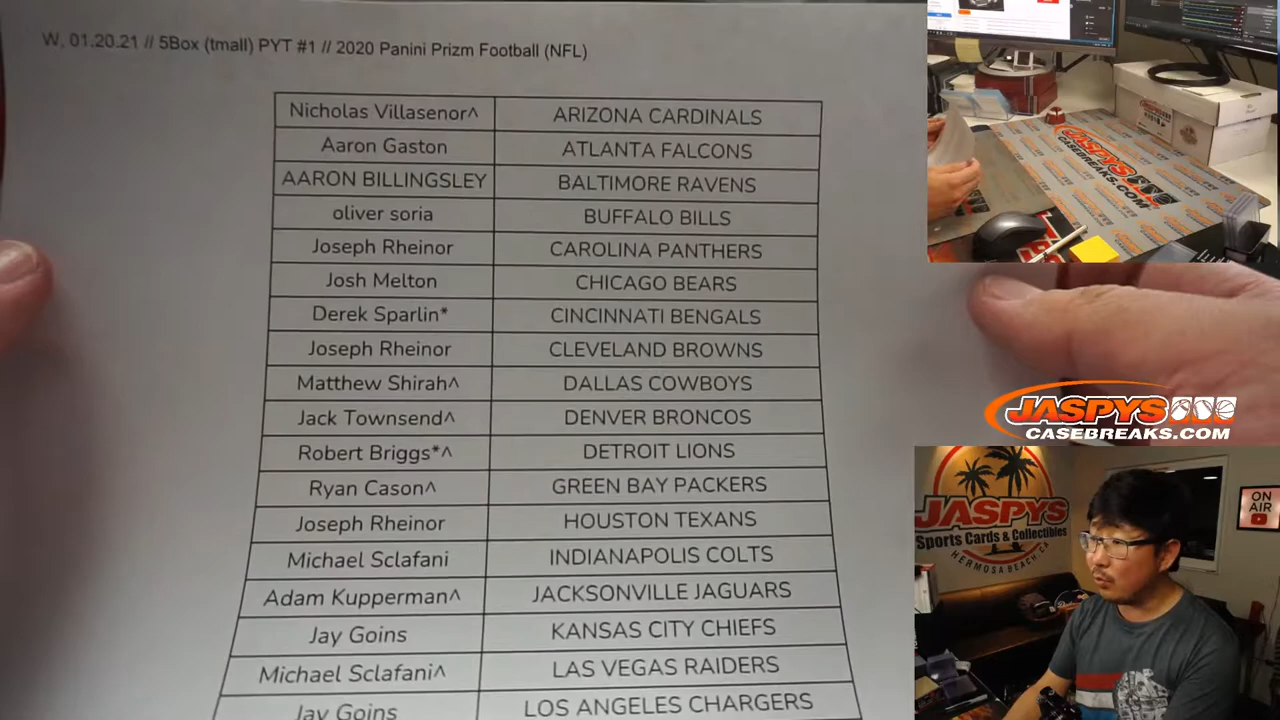 W, 01.20.21 // 5Box (tmall) PYT #1 // 2020 Panini Prizm Football (NFL)
Nicholas Villasenor^ ARIZONA CARDINALS
Aaron Gaston ATLANTA FALCONS
AARON BILLINGSLEY BALTIMORE RAVENS
oliver soria BUFFALO BILLS
Joseph Rheinor CAROLINA PANTHERS
Josh Melton CHICAGO BEARS
Derek Sparlin* CINCINNATI BENGALS
Joseph Rheinor CLEVELAND BROWNS
Matthew Shirah^ DALLAS COWBOYS
Jack Townsend^ DENVER BRONCOS
Robert Briggs*^ DETROIT LIONS
Ryan Cason^ GREEN BAY PACKERS
Joseph Rheinor HOUSTON TEXANS
Michael Sclafani INDIANAPOLIS COLTS
Adam Kupperman^ JACKSONVILLE JAGUARS
Jay Goins KANSAS CITY CHIEFS
Michael Sclafani^ LAS VEGAS RAIDERS
Jay Goins LOS ANGELES CHARGERS
JASPYS
CASEBREAKS.COM
JASPYS
CASEBREAKS.COM
JASPYS
Sports Cards & Collectibles
HERMOSA BEACH, CA
ON
AIR